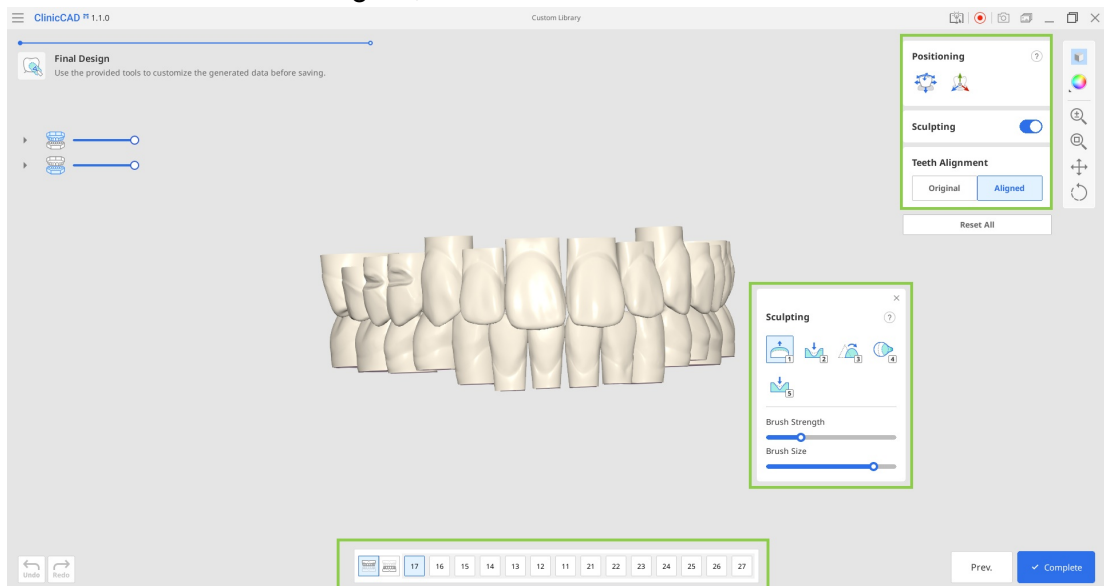 ClinicCAD 1.1.0
Custom Library
Final Design
Use the provided tools to customize the generated data before saving.
Positioning
?
Sculpting
Teeth Alignment
Original Aligned
Reset All
Sculpting
?
1 2 3 4
5
Brush Strength
Brush Size
Undo Redo
17 16 15 14 13 12 11 21 22 23 24 25 26 27
Prev.
Complete